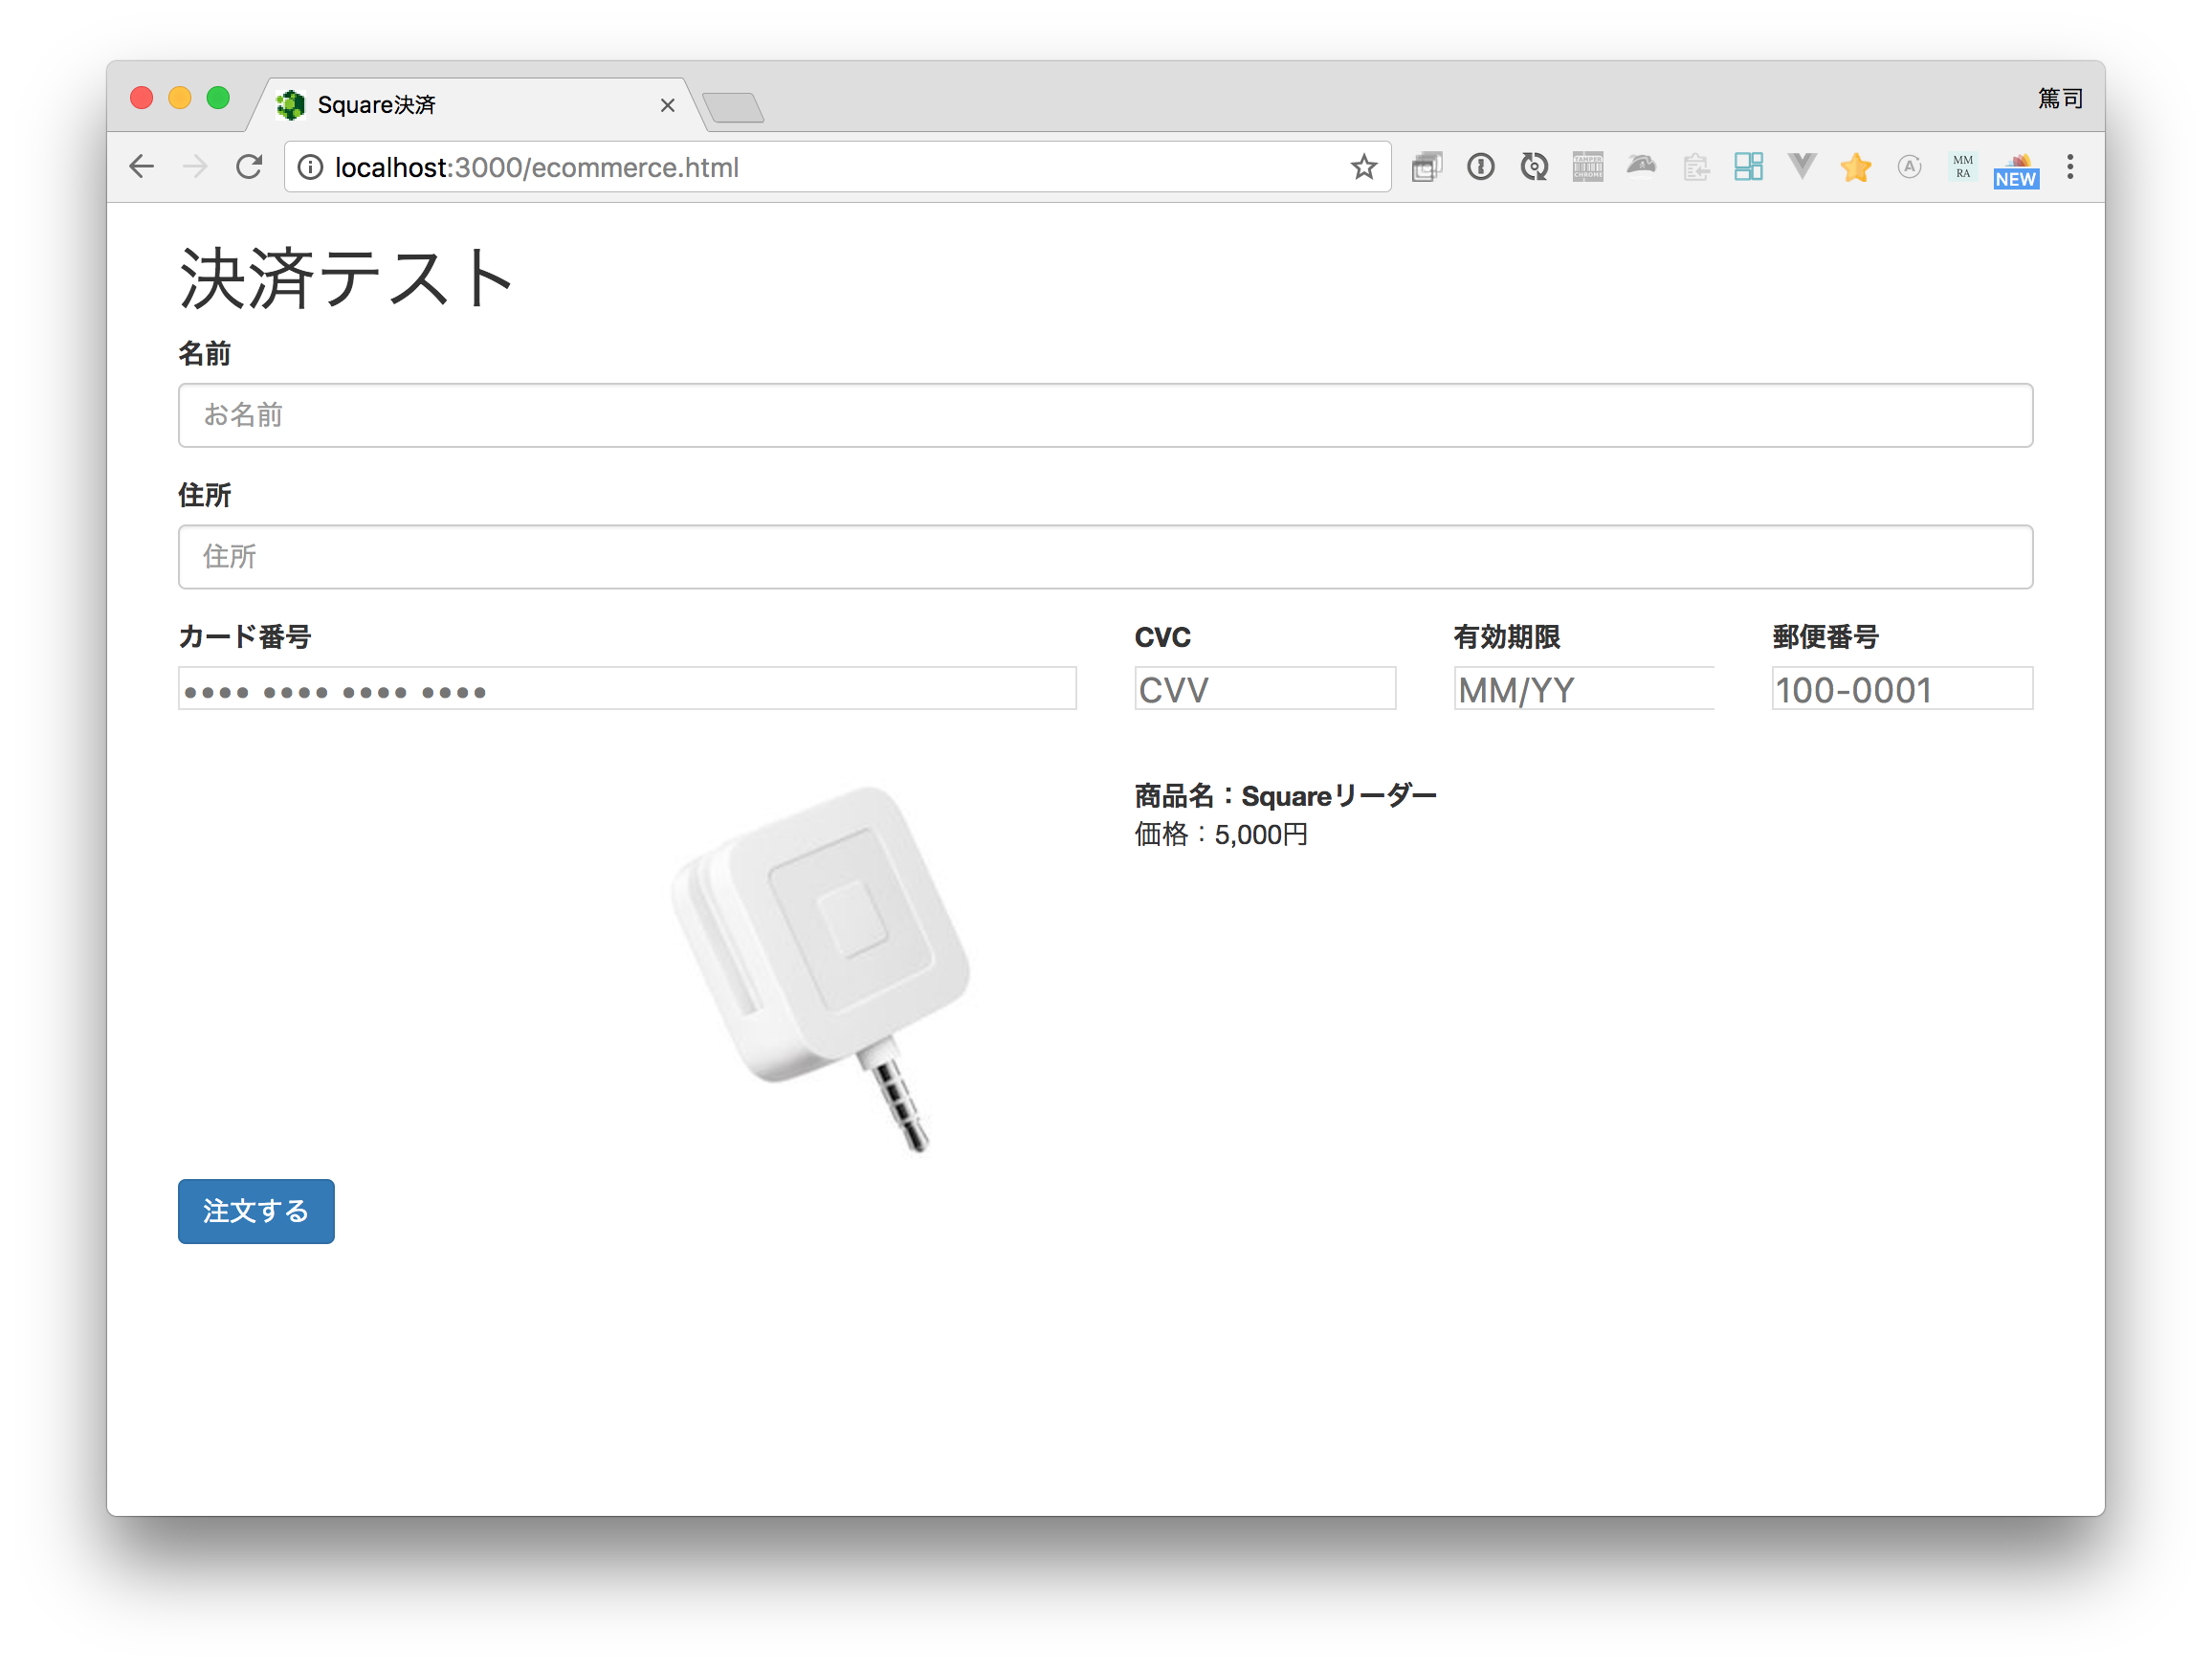 Square決済
篤司
localhost:3000/ecommerce.html
TAMPER
CHROME
A
MM
RA
NEW
決済テスト
名前
お名前
住所
住所
カード番号 CVC 有効期限 郵便番号
•••• •••• •••• •••• CVV MM/YY 100-0001
商品名：Squareリーダー
価格：5,000円
注文する